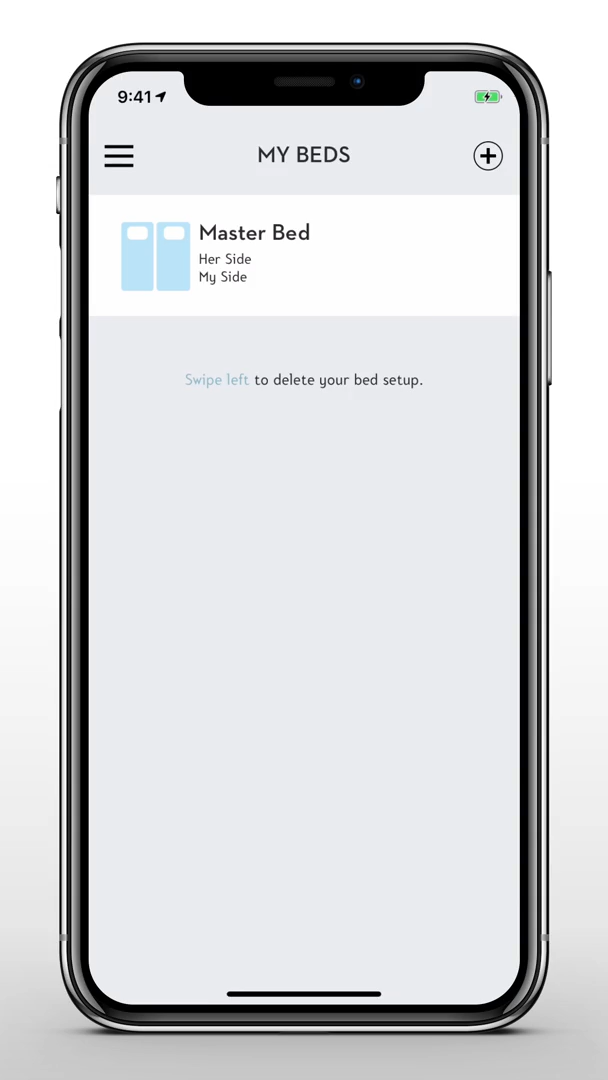 9:41
MY BEDS
Master Bed
Her Side
My Side
Swipe left to delete your bed setup.